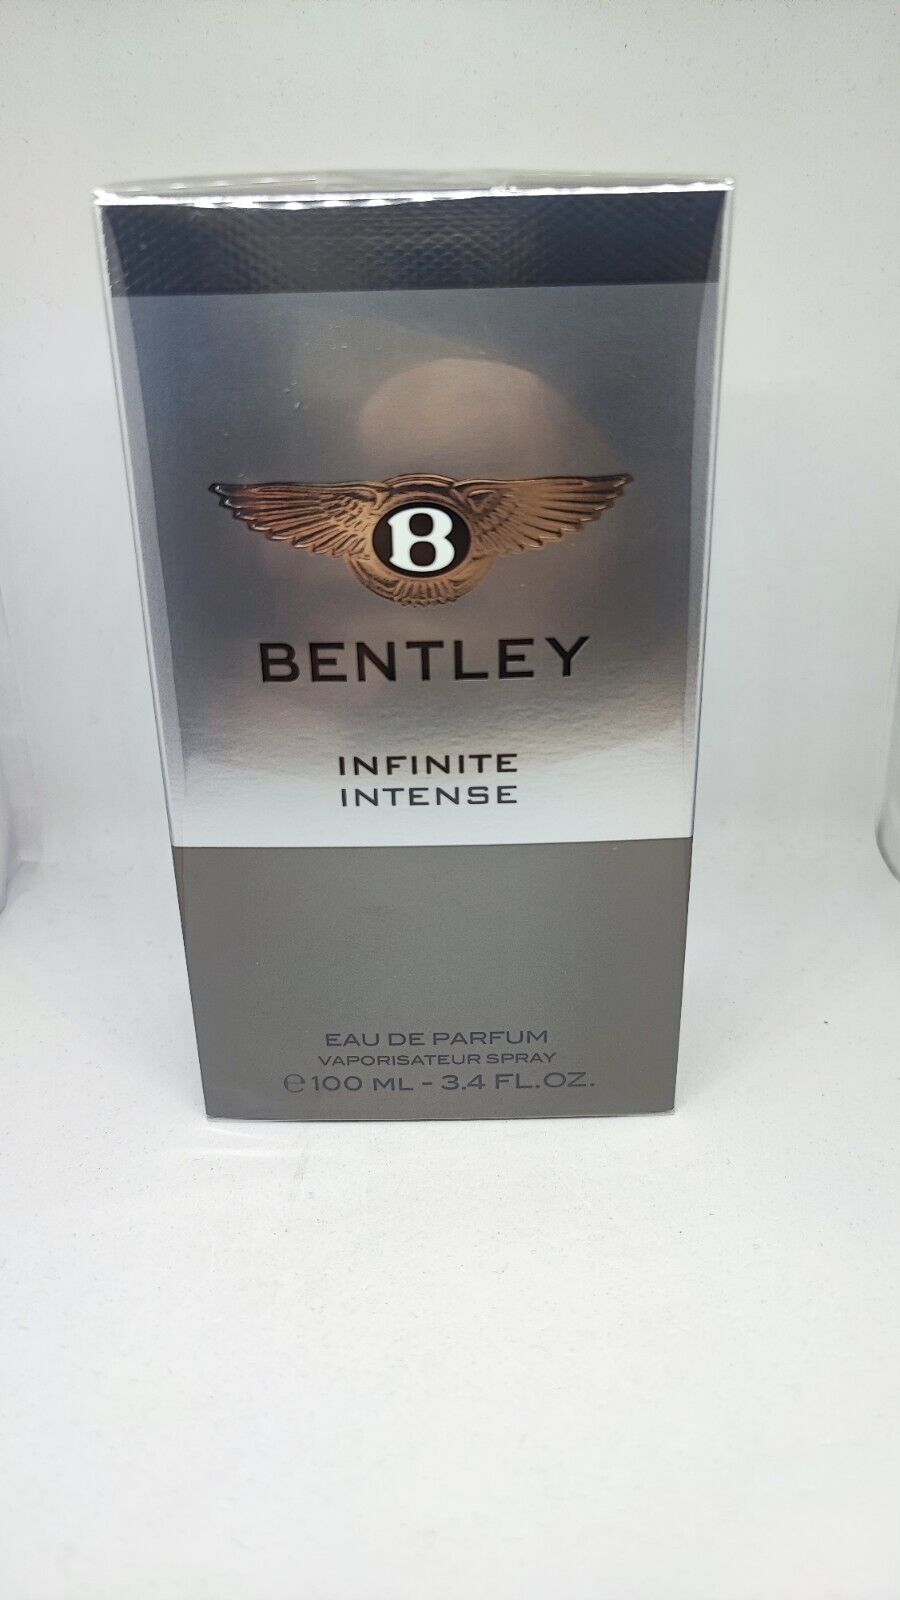 B
BENTLEY
INFINITE
INTENSE
EAU DE PARFUM
VAPORISATEUR SPRAY
℮100 ML - 3.4 FL.OZ.